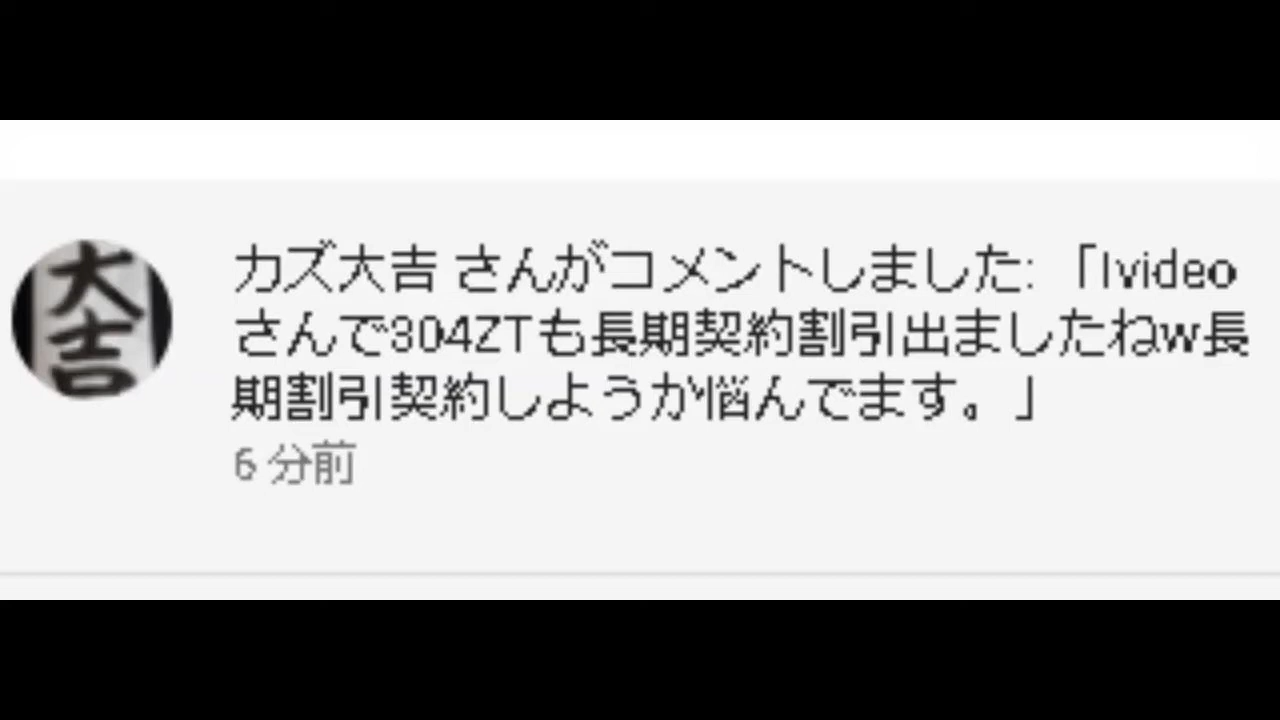 大吉
カズ大吉 さんがコメントしました: 「lvideo
さんで304ZTも長期契約割引出ましたねw長
期割引契約しようか悩んでます。」
6 分前